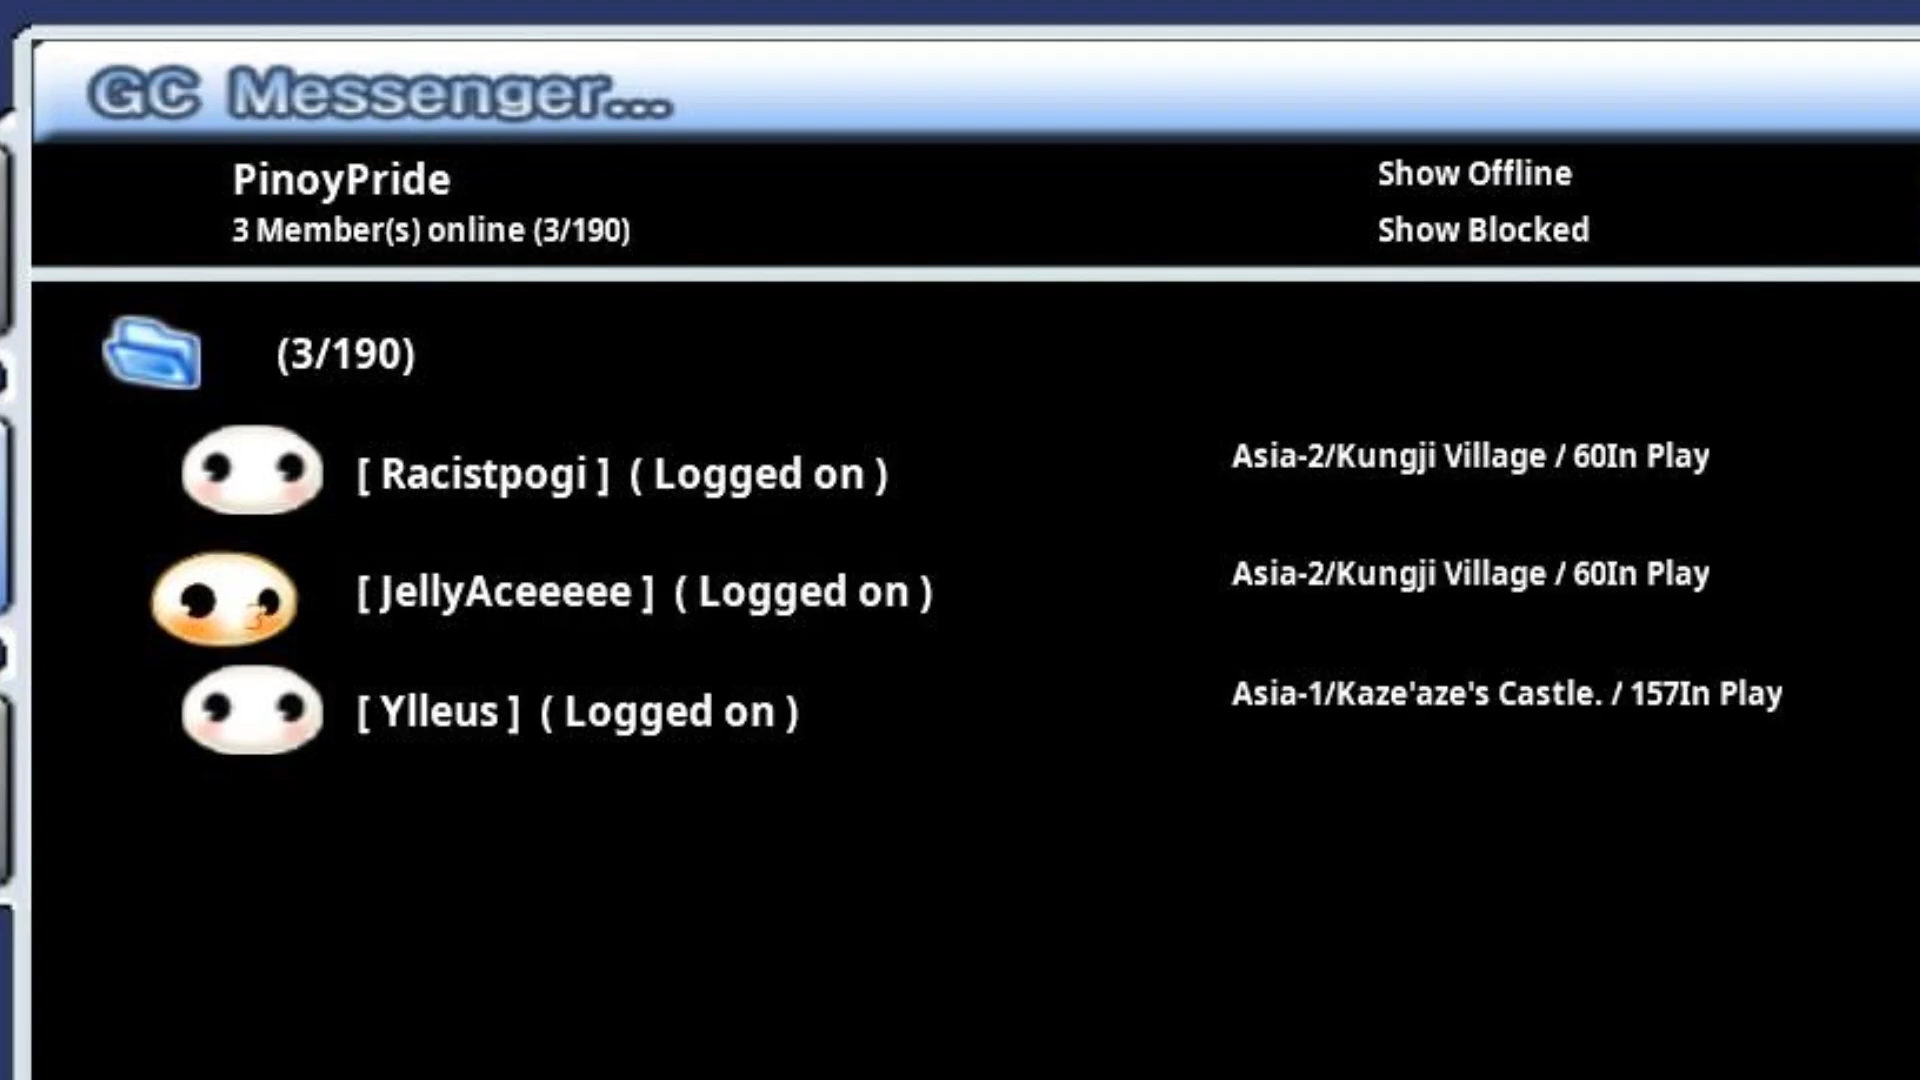 GC Messenger...
PinoyPride
Show Offline
3 Member(s) online (3/190)
Show Blocked
(3/190)
[ Racistpogi ] ( Logged on )
Asia-2/Kungji Village / 60In Play
[ JellyAceeeee ] ( Logged on )
Asia-2/Kungji Village / 60In Play
[ Ylleus ] ( Logged on )
Asia-1/Kaze'aze's Castle. / 157In Play